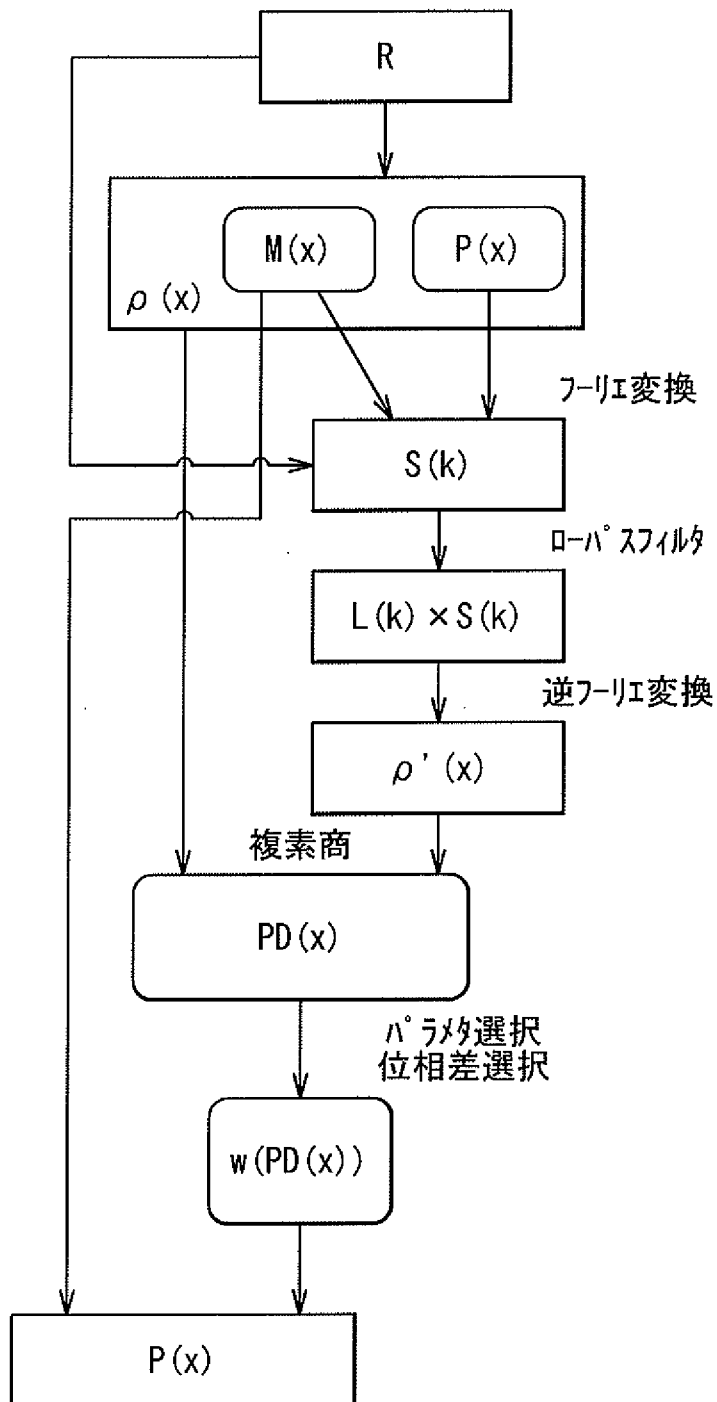 R
M(x)
P(x)
ρ(x)
フーリエ変換
S(k)
ローパスフィルタ
L(k)×S(k)
逆フーリエ変換
ρ'(x)
複素商
PD(x)
パラメタ選択
位相差選択
w(PD(x))
P(x)